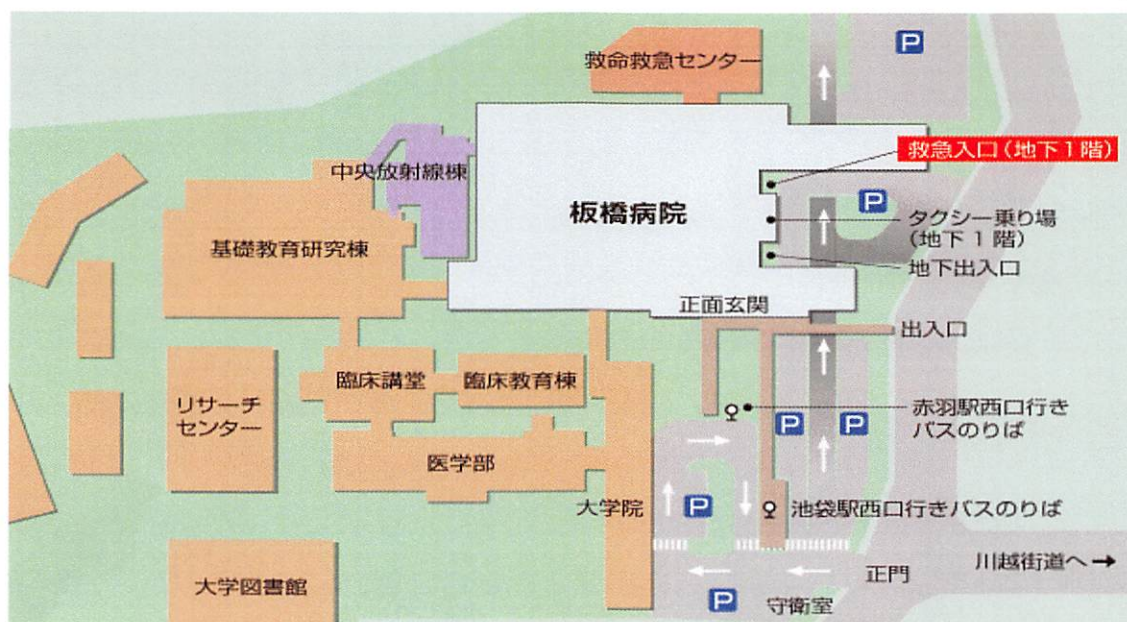 P
救命救急センター
救急入口(地下1階)
中央放射線棟
板橋病院
P
タクシー乗り場
(地下1階)
基礎教育研究棟
地下出入口
正面玄関
出入口
臨床講堂
臨床教育棟
リサーチ
センター
赤羽駅西口行き
バスのりば
P
P
医学部
大学院
P
池袋駅西口行きバスのりば
川越街道へ→
正門
大学図書館
P
守衛室